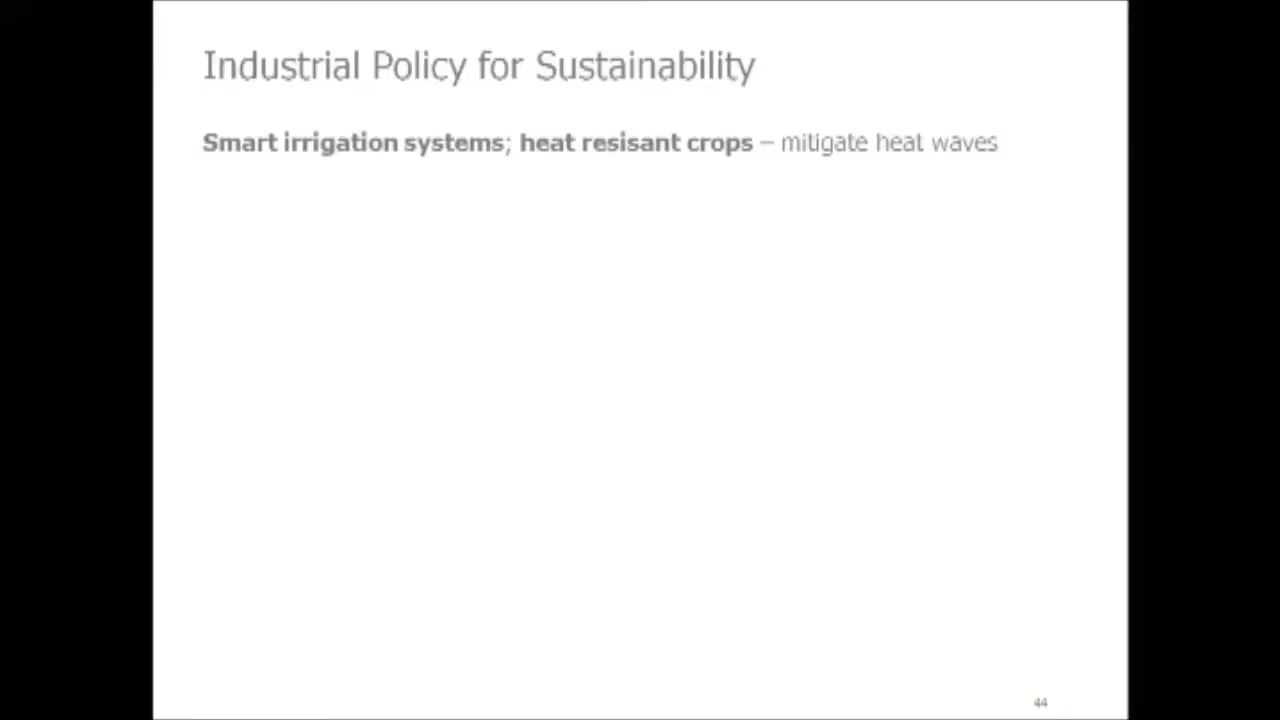 Industrial Policy for Sustainability
Smart irrigation systems; heat resisant crops – mitigate heat waves
44